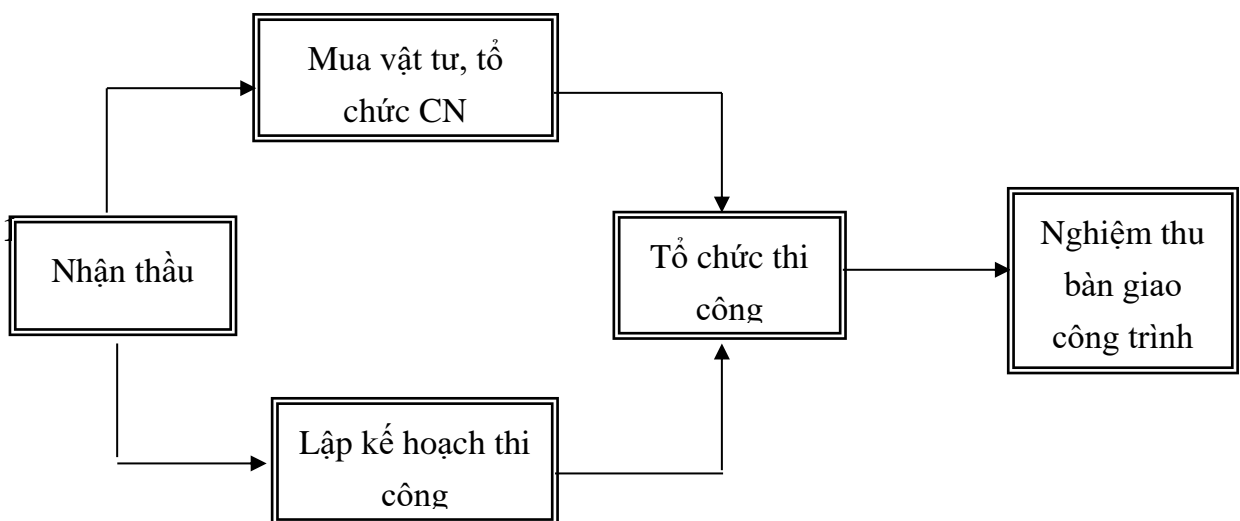 Mua vật tư, tổ
chức CN
Nhận thầu
Tổ chức thi
công
Nghiệm thu
bàn giao
công trình
Lập kế hoạch thi
công